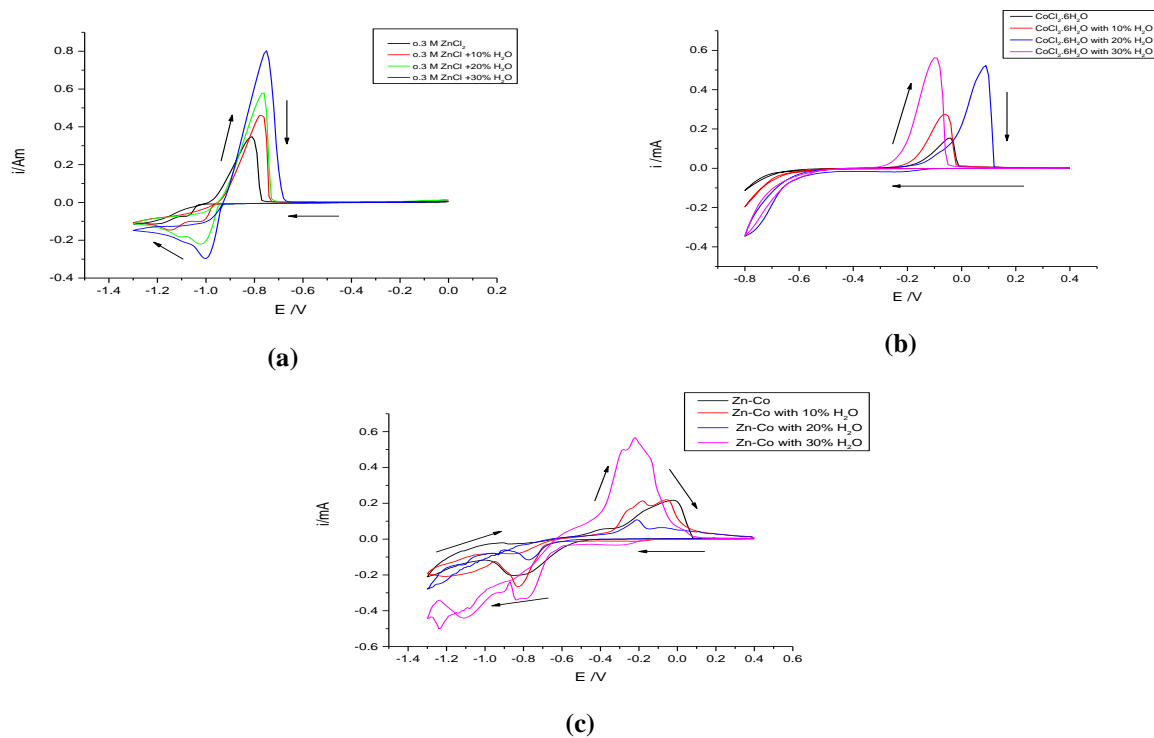 0.8
0.6
0.4
0.2
0.0
-0.2
-0.4
i/Am
o.3 M ZnCl2
o.3 M ZnCl +10% H2O
o.3 M ZnCl +20% H2O
o.3 M ZnCl +30% H2O
-1.4 -1.2 -1.0 -0.8 -0.6 -0.4 -0.2 0.0 0.2
E /V
(a)
0.6
0.4
0.2
0.0
-0.2
-0.4
i /mA
CoCl2.6H2O
CoCl2.6H2O with 10% H2O
CoCl2.6H2O with 20% H2O
CoCl2.6H2O with 30% H2O
-0.8 -0.6 -0.4 -0.2 0.0 0.2 0.4
E /V
(b)
0.6
0.4
0.2
0.0
-0.2
-0.4
-0.6
i/mA
Zn-Co
Zn-Co with 10% H2O
Zn-Co with 20% H2O
Zn-Co with 30% H2O
-1.4 -1.2 -1.0 -0.8 -0.6 -0.4 -0.2 0.0 0.2 0.4 0.6
E /V
(c)